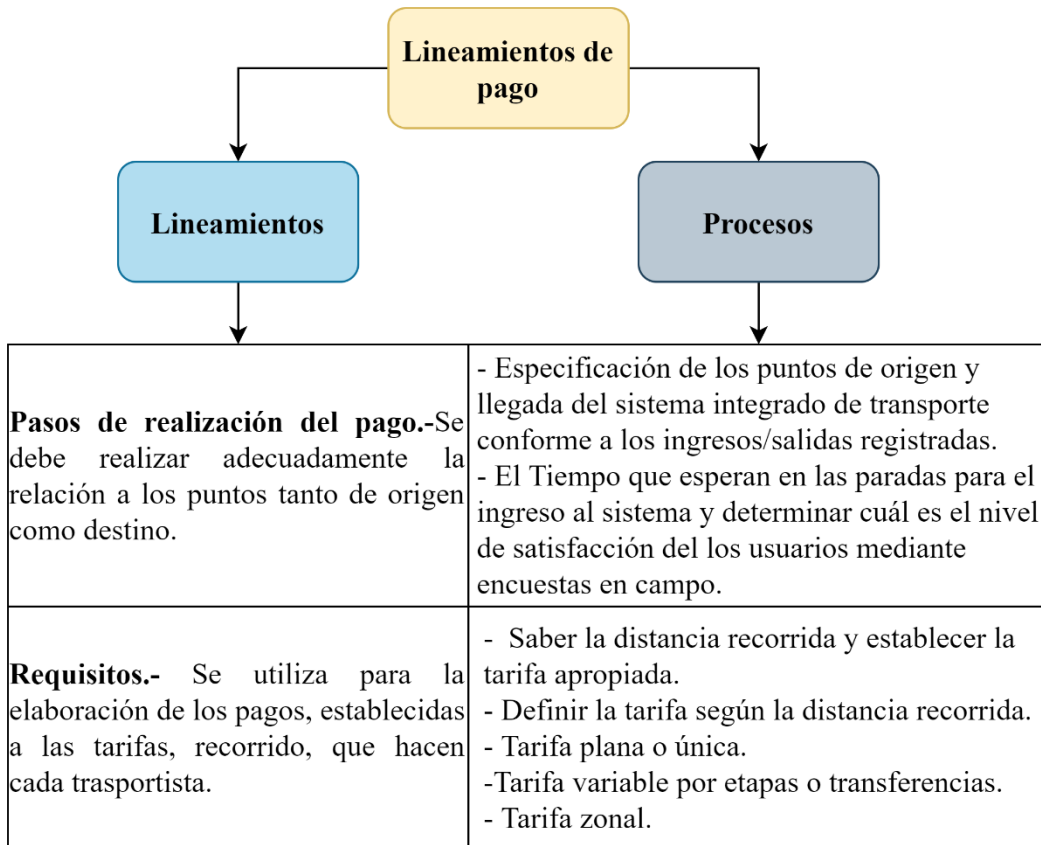 Lineamientos de
pago
Lineamientos
Procesos
Pasos de realización del pago.-Se
debe realizar adecuadamente la
relación a los puntos tanto de origen
como destino.
- Especificación de los puntos de origen y
llegada del sistema integrado de transporte
conforme a los ingresos/salidas registradas.
- El Tiempo que esperan en las paradas para el
ingreso al sistema y determinar cuál es el nivel
de satisfacción del los usuarios mediante
encuestas en campo.
Requisitos.- Se utiliza para la
elaboración de los pagos, establecidas
a las tarifas, recorrido, que hacen
cada trasportista.
- Saber la distancia recorrida y establecer la
tarifa apropiada.
- Definir la tarifa según la distancia recorrida.
- Tarifa plana o única.
-Tarifa variable por etapas o transferencias.
- Tarifa zonal.